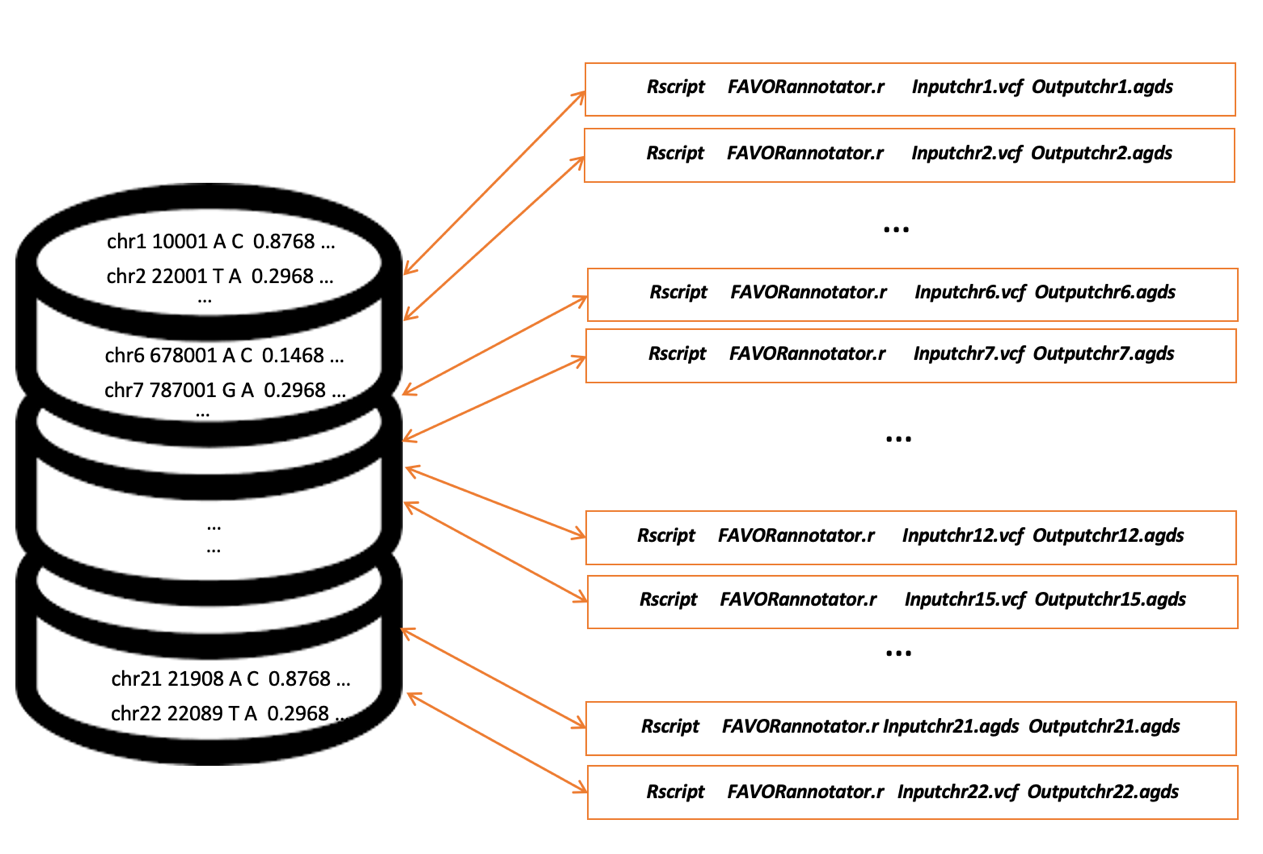 chr1 10001 A C 0.8768 ...
chr2 22001 T A 0.2968 ...
...
chr6 678001 A C 0.1468 ...
chr7 787001 G A 0.2968 ...
...
...
...
chr21 21908 A C 0.8768 ...
chr22 22089 T A 0.2968 ...
Rscript FAVORannotator.r Inputchr1.vcf Outputchr1.agds
Rscript FAVORannotator.r Inputchr2.vcf Outputchr2.agds
...
Rscript FAVORannotator.r Inputchr6.vcf Outputchr6.agds
Rscript FAVORannotator.r Inputchr7.vcf Outputchr7.agds
...
Rscript FAVORannotator.r Inputchr12.vcf Outputchr12.agds
Rscript FAVORannotator.r Inputchr15.vcf Outputchr15.agds
...
Rscript FAVORannotator.r Inputchr21.agds Outputchr21.agds
Rscript FAVORannotator.r Inputchr22.vcf Outputchr22.agds